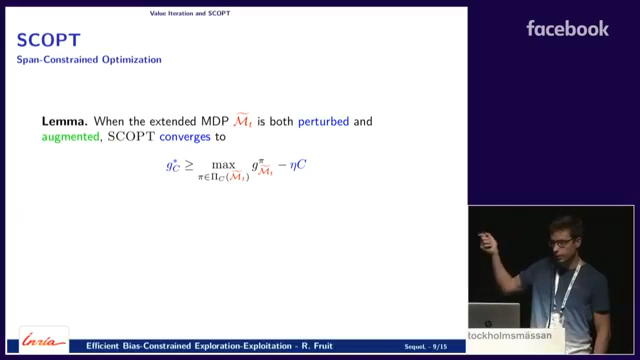 Value Iteration and SCOPT
SCOPT
Span-Constrained Optimization
facebook
Lemma. When the extended MDP M̃_t is both perturbed and
augmented, SCOPT converges to
g*_C ≥ max_{π∈Π_C(M̃_t)} g^π_{M̃_t} − ηC
Inria
Efficient Bias-Constrained Exploration-Exploitation - R. Fruit
SequeL - 9/15
tockholmsmässan